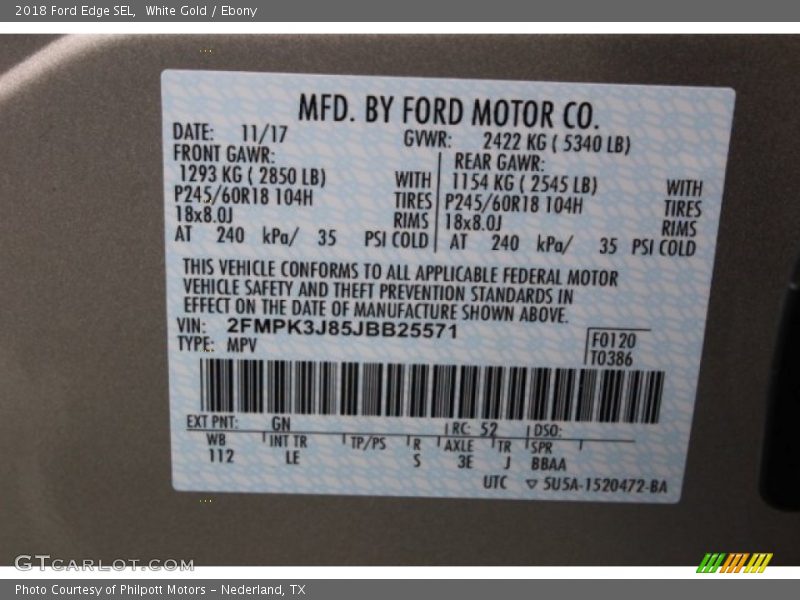 2018 Ford Edge SEL, White Gold / Ebony
MFD. BY FORD MOTOR CO.
DATE: 11/17 GVWR: 2422 KG ( 5340 LB)
FRONT GAWR: REAR GAWR:
1293 KG ( 2850 LB) WITH 1154 KG ( 2545 LB) WITH
P245/60R18 104H TIRES P245/60R18 104H TIRES
18x8.0J RIMS 18x8.0J RIMS
AT 240 kPa/ 35 PSI COLD AT 240 kPa/ 35 PSI COLD
THIS VEHICLE CONFORMS TO ALL APPLICABLE FEDERAL MOTOR
VEHICLE SAFETY AND THEFT PREVENTION STANDARDS IN
EFFECT ON THE DATE OF MANUFACTURE SHOWN ABOVE.
VIN: 2FMPK3J85JBB25571
TYPE: MPV
F0120
T0386
EXT PNT: GN RC: 52 DSO:
WB INT TR TP/PS R AXLE TR SPR
112 LE S 3E J BBAA
UTC ▽ 5U5A-1520472-BA
GTCARLOT.COM
Photo Courtesy of Philpott Motors - Nederland, TX